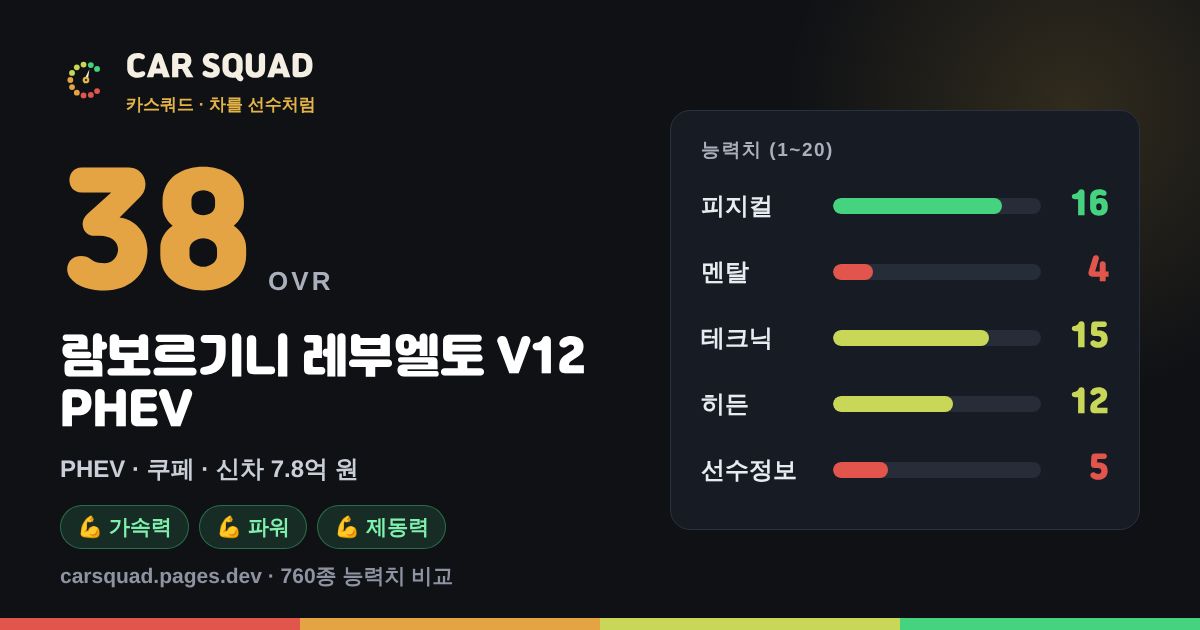 CAR SQUAD
카스쿼드 · 차를 선수처럼
38 OVR
람보르기니 레부엘토 V12
PHEV
PHEV · 쿠페 · 신차 7.8억 원
💪 가속력 💪 파워 💪 제동력
carsquad.pages.dev · 760종 능력치 비교
능력치 (1~20)
피지컬 16
멘탈 4
테크닉 15
히든 12
선수정보 5